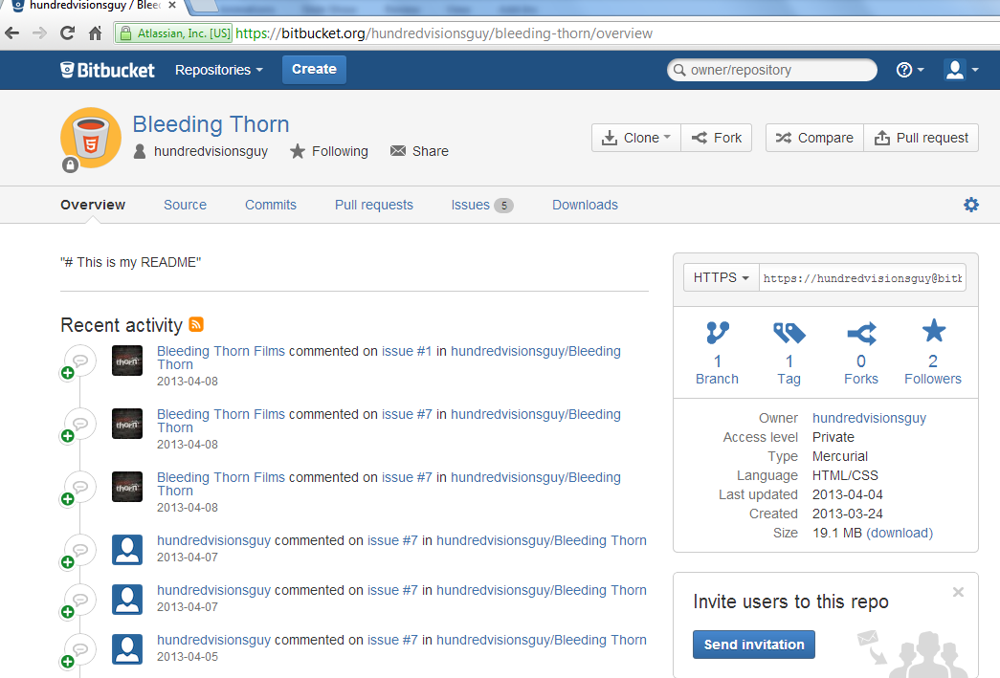 hundredvisionsguy / Blee
Atlassian, Inc. [US] https://bitbucket.org/hundredvisionsguy/bleeding-thorn/overview
Bitbucket Repositories Create owner/repository
Bleeding Thorn
hundredvisionsguy Following Share
Clone Fork Compare Pull request
Overview Source Commits Pull requests Issues 5 Downloads
"# This is my README"
Recent activity
Bleeding Thorn Films commented on issue #1 in hundredvisionsguy/Bleeding
Thorn
2013-04-08
Bleeding Thorn Films commented on issue #7 in hundredvisionsguy/Bleeding
Thorn
2013-04-08
Bleeding Thorn Films commented on issue #7 in hundredvisionsguy/Bleeding
Thorn
2013-04-08
hundredvisionsguy commented on issue #7 in hundredvisionsguy/Bleeding Thorn
2013-04-07
hundredvisionsguy commented on issue #7 in hundredvisionsguy/Bleeding Thorn
2013-04-07
hundredvisionsguy commented on issue #7 in hundredvisionsguy/Bleeding Thorn
2013-04-05
HTTPS https://hundredvisionsguy@bitb
1 1 0 2
Branch Tag Forks Followers
Owner hundredvisionsguy
Access level Private
Type Mercurial
Language HTML/CSS
Last updated 2013-04-04
Created 2013-03-24
Size 19.1 MB (download)
Invite users to this repo
Send invitation